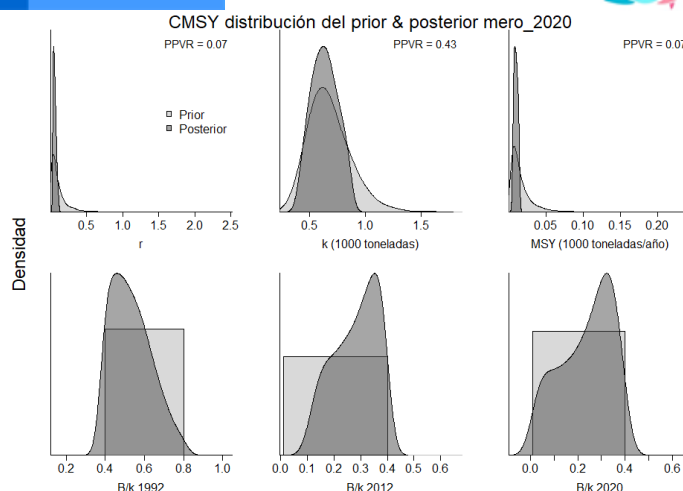 CMSY distribución del prior & posterior mero_2020
PPVR = 0.07
PPVR = 0.43
PPVR = 0.07
Prior
Posterior
Densidad
0.5 1.0 1.5 2.0 2.5
r
0.5 1.0 1.5
k (1000 toneladas)
0.05 0.10 0.15 0.20
MSY (1000 toneladas/año)
0.2 0.4 0.6 0.8 1.0
B/k 1992
0.0 0.1 0.2 0.3 0.4 0.5 0.6
B/k 2012
0.0 0.2 0.4 0.6
B/k 2020